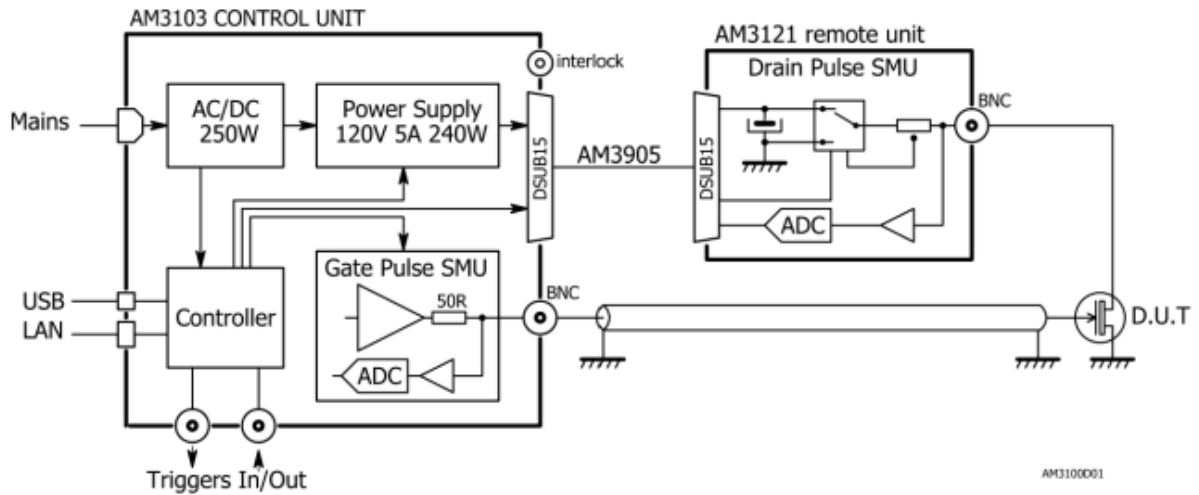 AM3103 CONTROL UNIT
interlock
AM3121 remote unit
Drain Pulse SMU
Mains
AC/DC
250W
Power Supply
120V 5A 240W
DSUB15
AM3905
DSUB15
BNC
ADC
USB
LAN
Controller
Gate Pulse SMU
50R
ADC
BNC
D.U.T
Triggers In/Out
AM3100D01